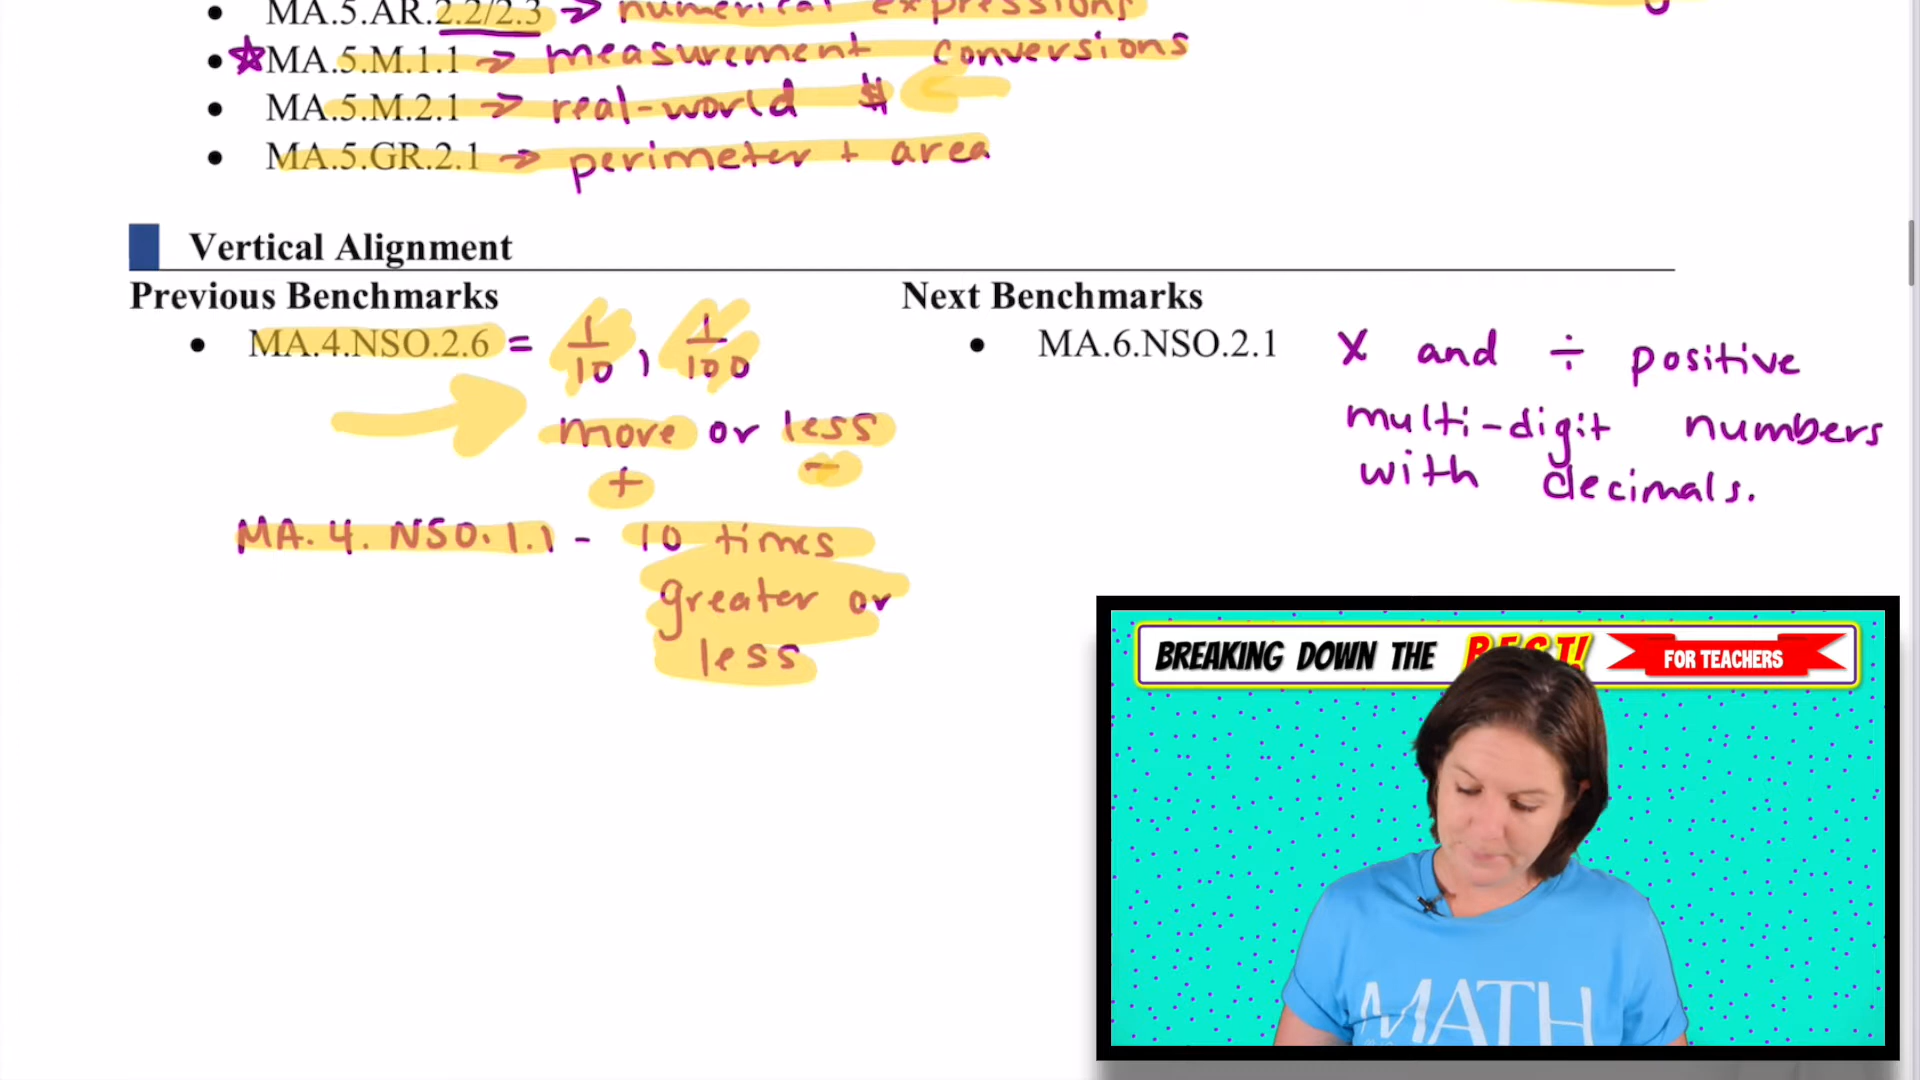 MA.5.AR.2.2/2.3 → numerical expressions
☆ MA.5.M.1.1 → measurement conversions
MA.5.M.2.1 → real-world $
MA.5.GR.2.1 → perimeter + area
Vertical Alignment
Previous Benchmarks
MA.4.NSO.2.6 = 1/10, 1/100
more or less
+ -
MA.4.NSO.1.1 - 10 times
greater or
less
Next Benchmarks
MA.6.NSO.2.1 x and ÷ positive
multi-digit numbers
with decimals.
BREAKING DOWN THE B.E.S.T! FOR TEACHERS
MATH